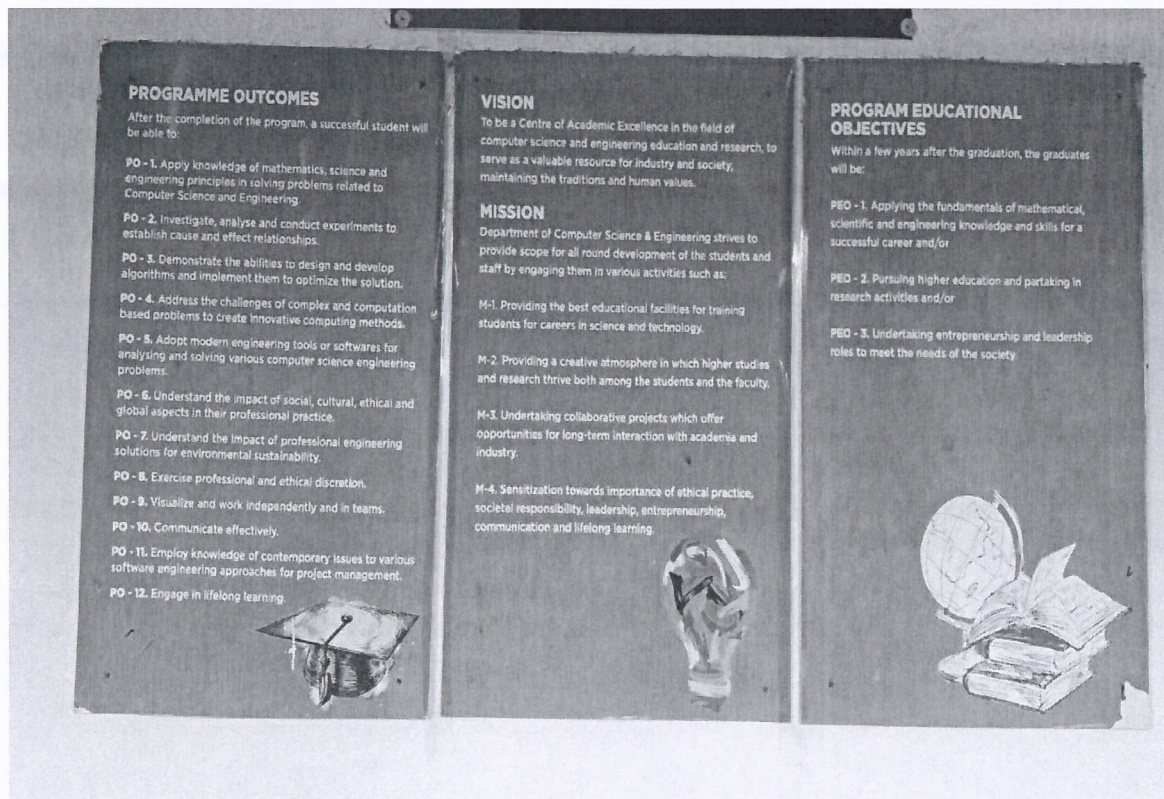 PROGRAMME OUTCOMES
After the completion of the program, a successful student will
be able to:
PO - 1. Apply knowledge of mathematics, science and
engineering principles in solving problems related to
Computer Science and Engineering.
PO - 2. Investigate, analyse and conduct experiments to
establish cause and effect relationships.
PO - 3. Demonstrate the abilities to design and develop
algorithms and implement them to optimize the solution.
PO - 4. Address the challenges of complex and computation
based problems to create innovative computing methods.
PO - 5. Adopt modern engineering tools or softwares for
analysing and solving various computer science engineering
problems.
PO - 6. Understand the impact of social, cultural, ethical and
global aspects in their professional practice.
PO - 7. Understand the impact of professional engineering
solutions for environmental sustainability.
PO - 8. Exercise professional and ethical discretion.
PO - 9. Visualize and work independently and in teams.
PO - 10. Communicate effectively.
PO - 11. Employ knowledge of contemporary issues to various
software engineering approaches for project management.
PO - 12. Engage in lifelong learning.
VISION
To be a Centre of Academic Excellence in the field of
computer science and engineering education and research, to
serve as a valuable resource for industry and society,
maintaining the traditions and human values.
MISSION
Department of Computer Science & Engineering strives to
provide scope for all round development of the students and
staff by engaging them in various activities such as:
M-1. Providing the best educational facilities for training
students for careers in science and technology.
M-2. Providing a creative atmosphere in which higher studies
and research thrive both among the students and the faculty.
M-3. Undertaking collaborative projects which offer
opportunities for long-term interaction with academia and
industry.
M-4. Sensitization towards importance of ethical practice,
societal responsibility, leadership, entrepreneurship,
communication and lifelong learning.
PROGRAM EDUCATIONAL
OBJECTIVES
Within a few years after the graduation, the graduates
will be:
PEO - 1. Applying the fundamentals of mathematical,
scientific and engineering knowledge and skills for a
successful career and/or
PEO - 2. Pursuing higher education and partaking in
research activities and/or
PEO - 3. Undertaking entrepreneurship and leadership
roles to meet the needs of the society.